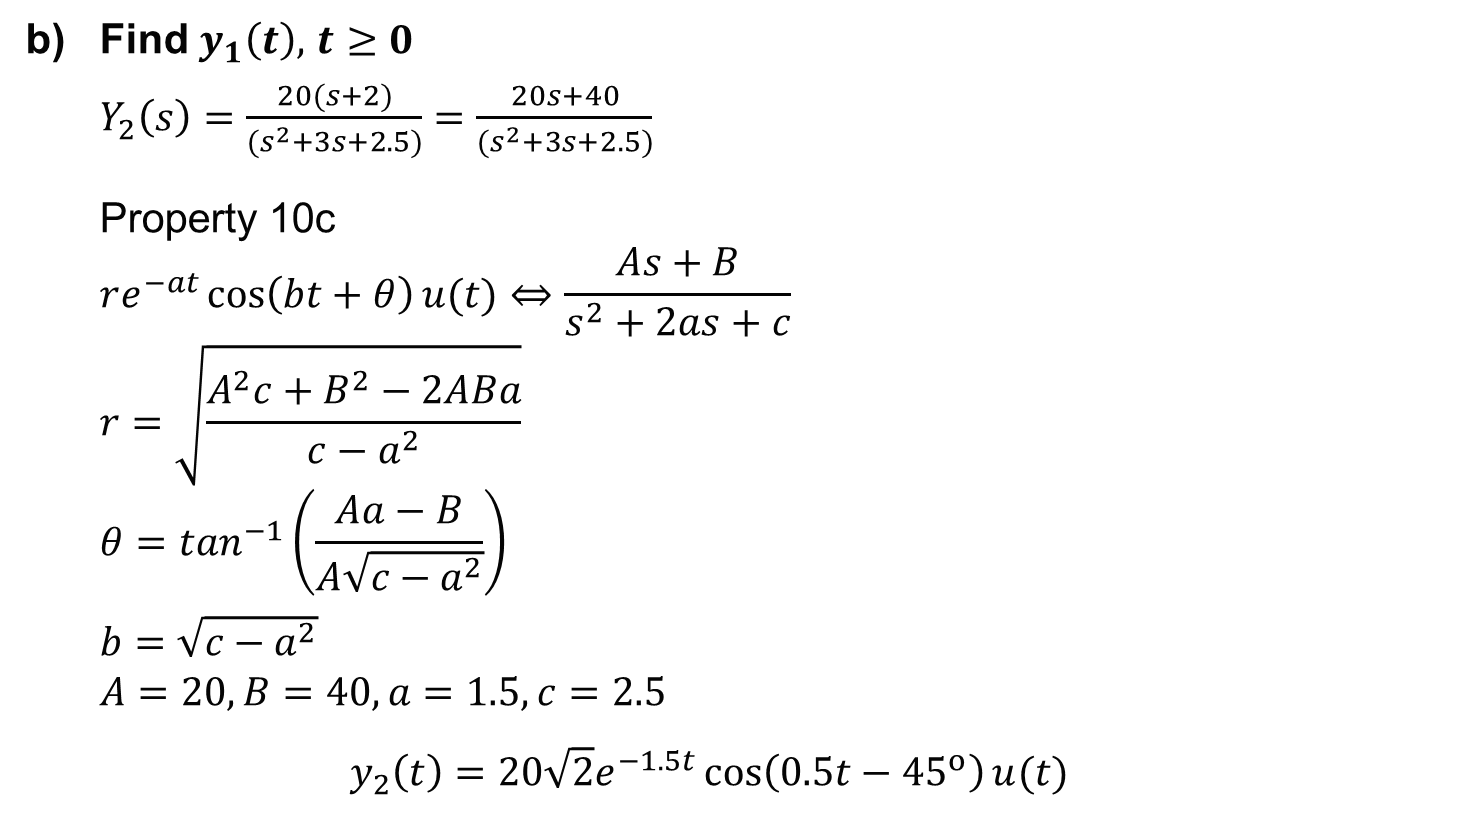 b) Find y₁(t), t ≥ 0
Y₂(s) = 20(s+2)/(s²+3s+2.5) = 20s+40/(s²+3s+2.5)
Property 10c
re⁻ᵃᵗ cos(bt + θ) u(t) ⇔ As + B/s² + 2as + c
r = √(A²c + B² − 2ABa/c − a²)
θ = tan⁻¹(Aa − B/A√(c − a²))
b = √(c − a²)
A = 20, B = 40, a = 1.5, c = 2.5
y₂(t) = 20√2e⁻¹·⁵ᵗ cos(0.5t − 45º) u(t)